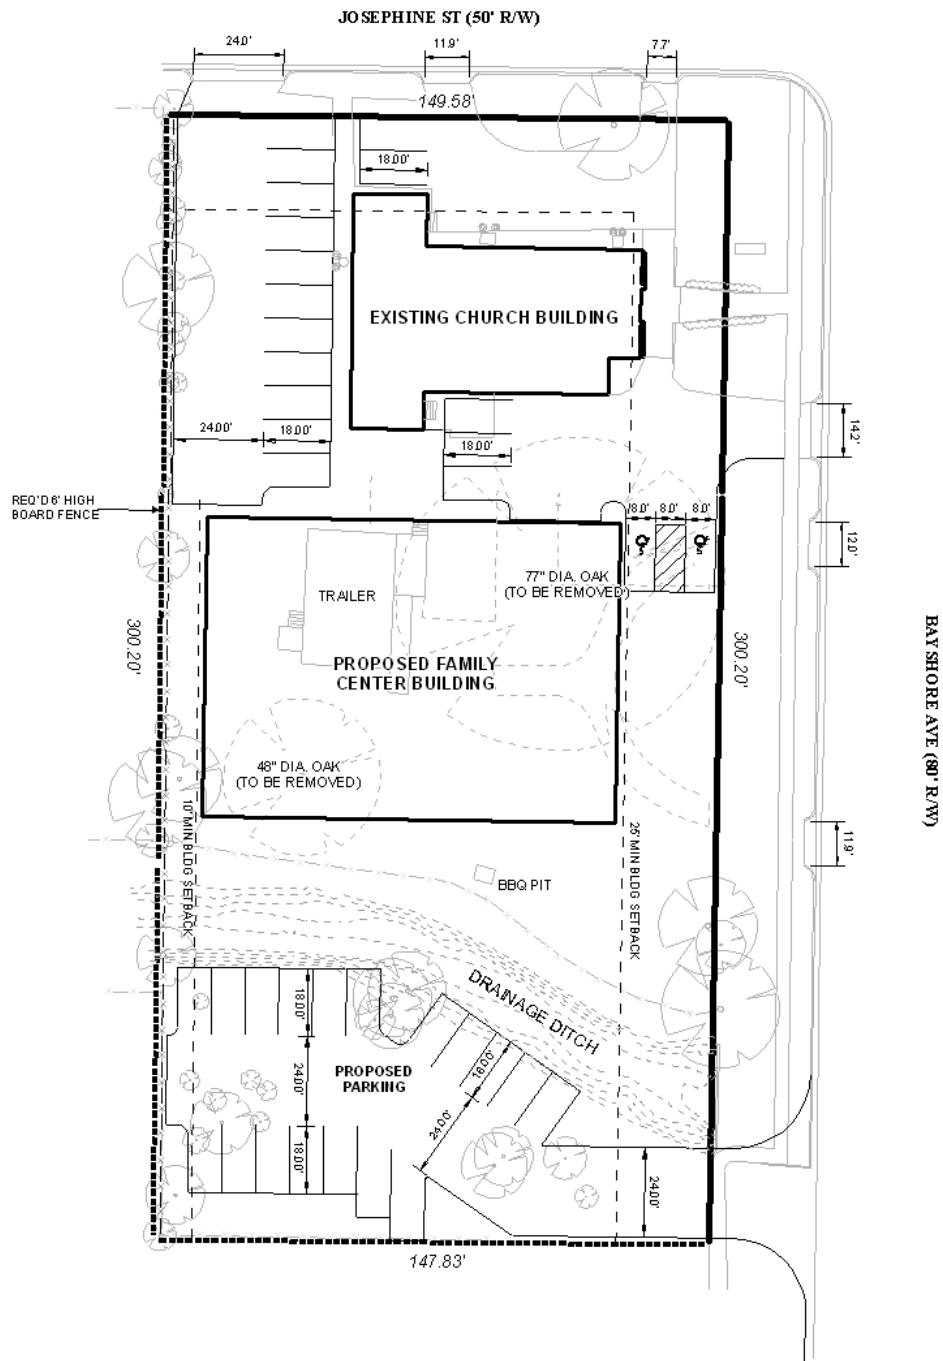 JOSEPHINE ST (50' R/W)
24.0'
11.9'
7.7'
149.58'
18.00'
EXISTING CHURCH BUILDING
24.00'
18.00'
18.00'
14.2'
REQ'D 6' HIGH
BOARD FENCE
8.0'
8.0'
8.0'
12.0'
77" DIA. OAK
(TO BE REMOVED)
TRAILER
300.20'
300.20'
BAY SHORE AVE (80' R/W)
PROPOSED FAMILY
CENTER BUILDING
48" DIA. OAK
(TO BE REMOVED)
10' MIN BLDG SETBACK
25' MIN BLDG SETBACK
11.9'
BBQ PIT
DRAINAGE DITCH
18.00'
18.00'
PROPOSED
PARKING
24.00'
24.00'
18.00'
24.00'
147.83'